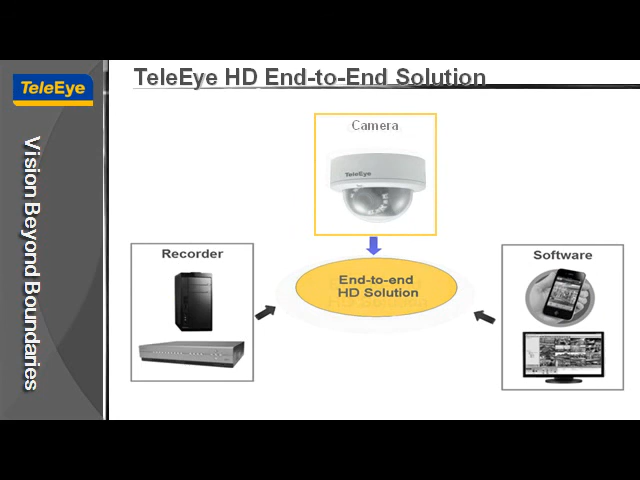 TeleEye HD End-to-End Solution
TeleEye
Vision Beyond Boundaries
Camera
TeleEye
Recorder
Software
End-to-end
HD Solution